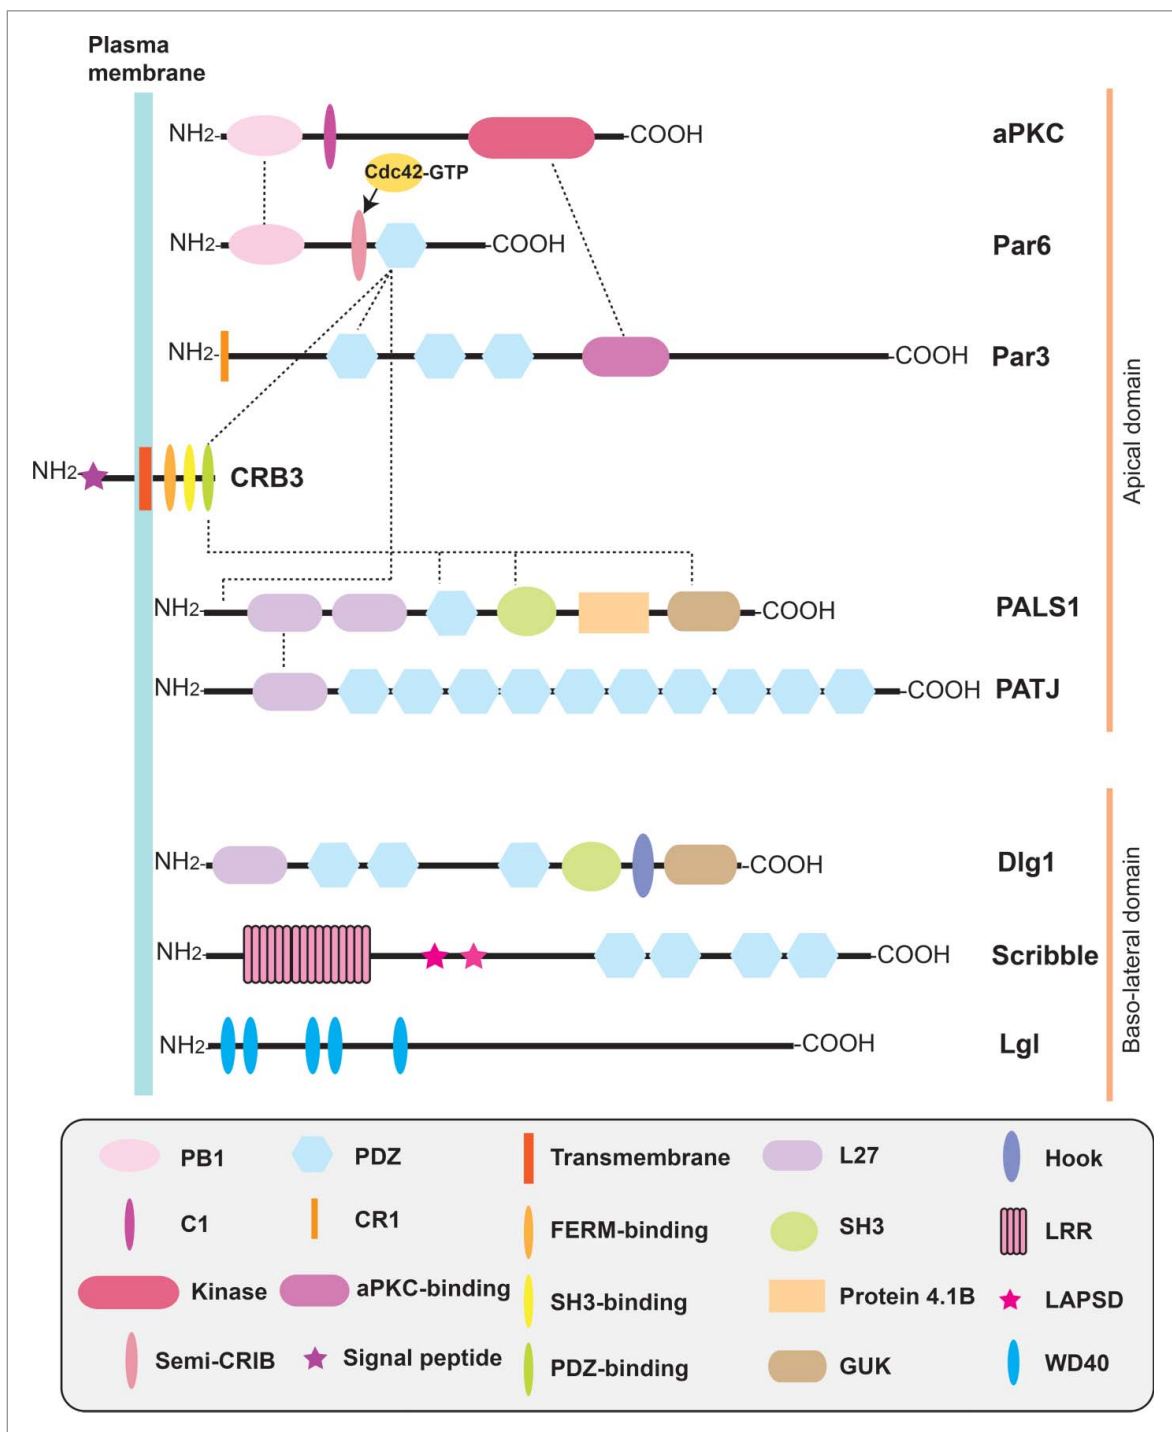 Plasma
membrane
NH2- -COOH aPKC
Cdc42-GTP
NH2- -COOH Par6
NH2- -COOH Par3
NH2- CRB3
Apical domain
NH2- -COOH PALS1
NH2- -COOH PATJ
NH2- -COOH Dlg1
NH2- -COOH Scribble
NH2- -COOH Lgl
Baso-lateral domain
PB1 PDZ Transmembrane L27 Hook
C1 CR1 FERM-binding SH3 LRR
Kinase aPKC-binding SH3-binding Protein 4.1B LAPSD
Semi-CRIB Signal peptide PDZ-binding GUK WD40